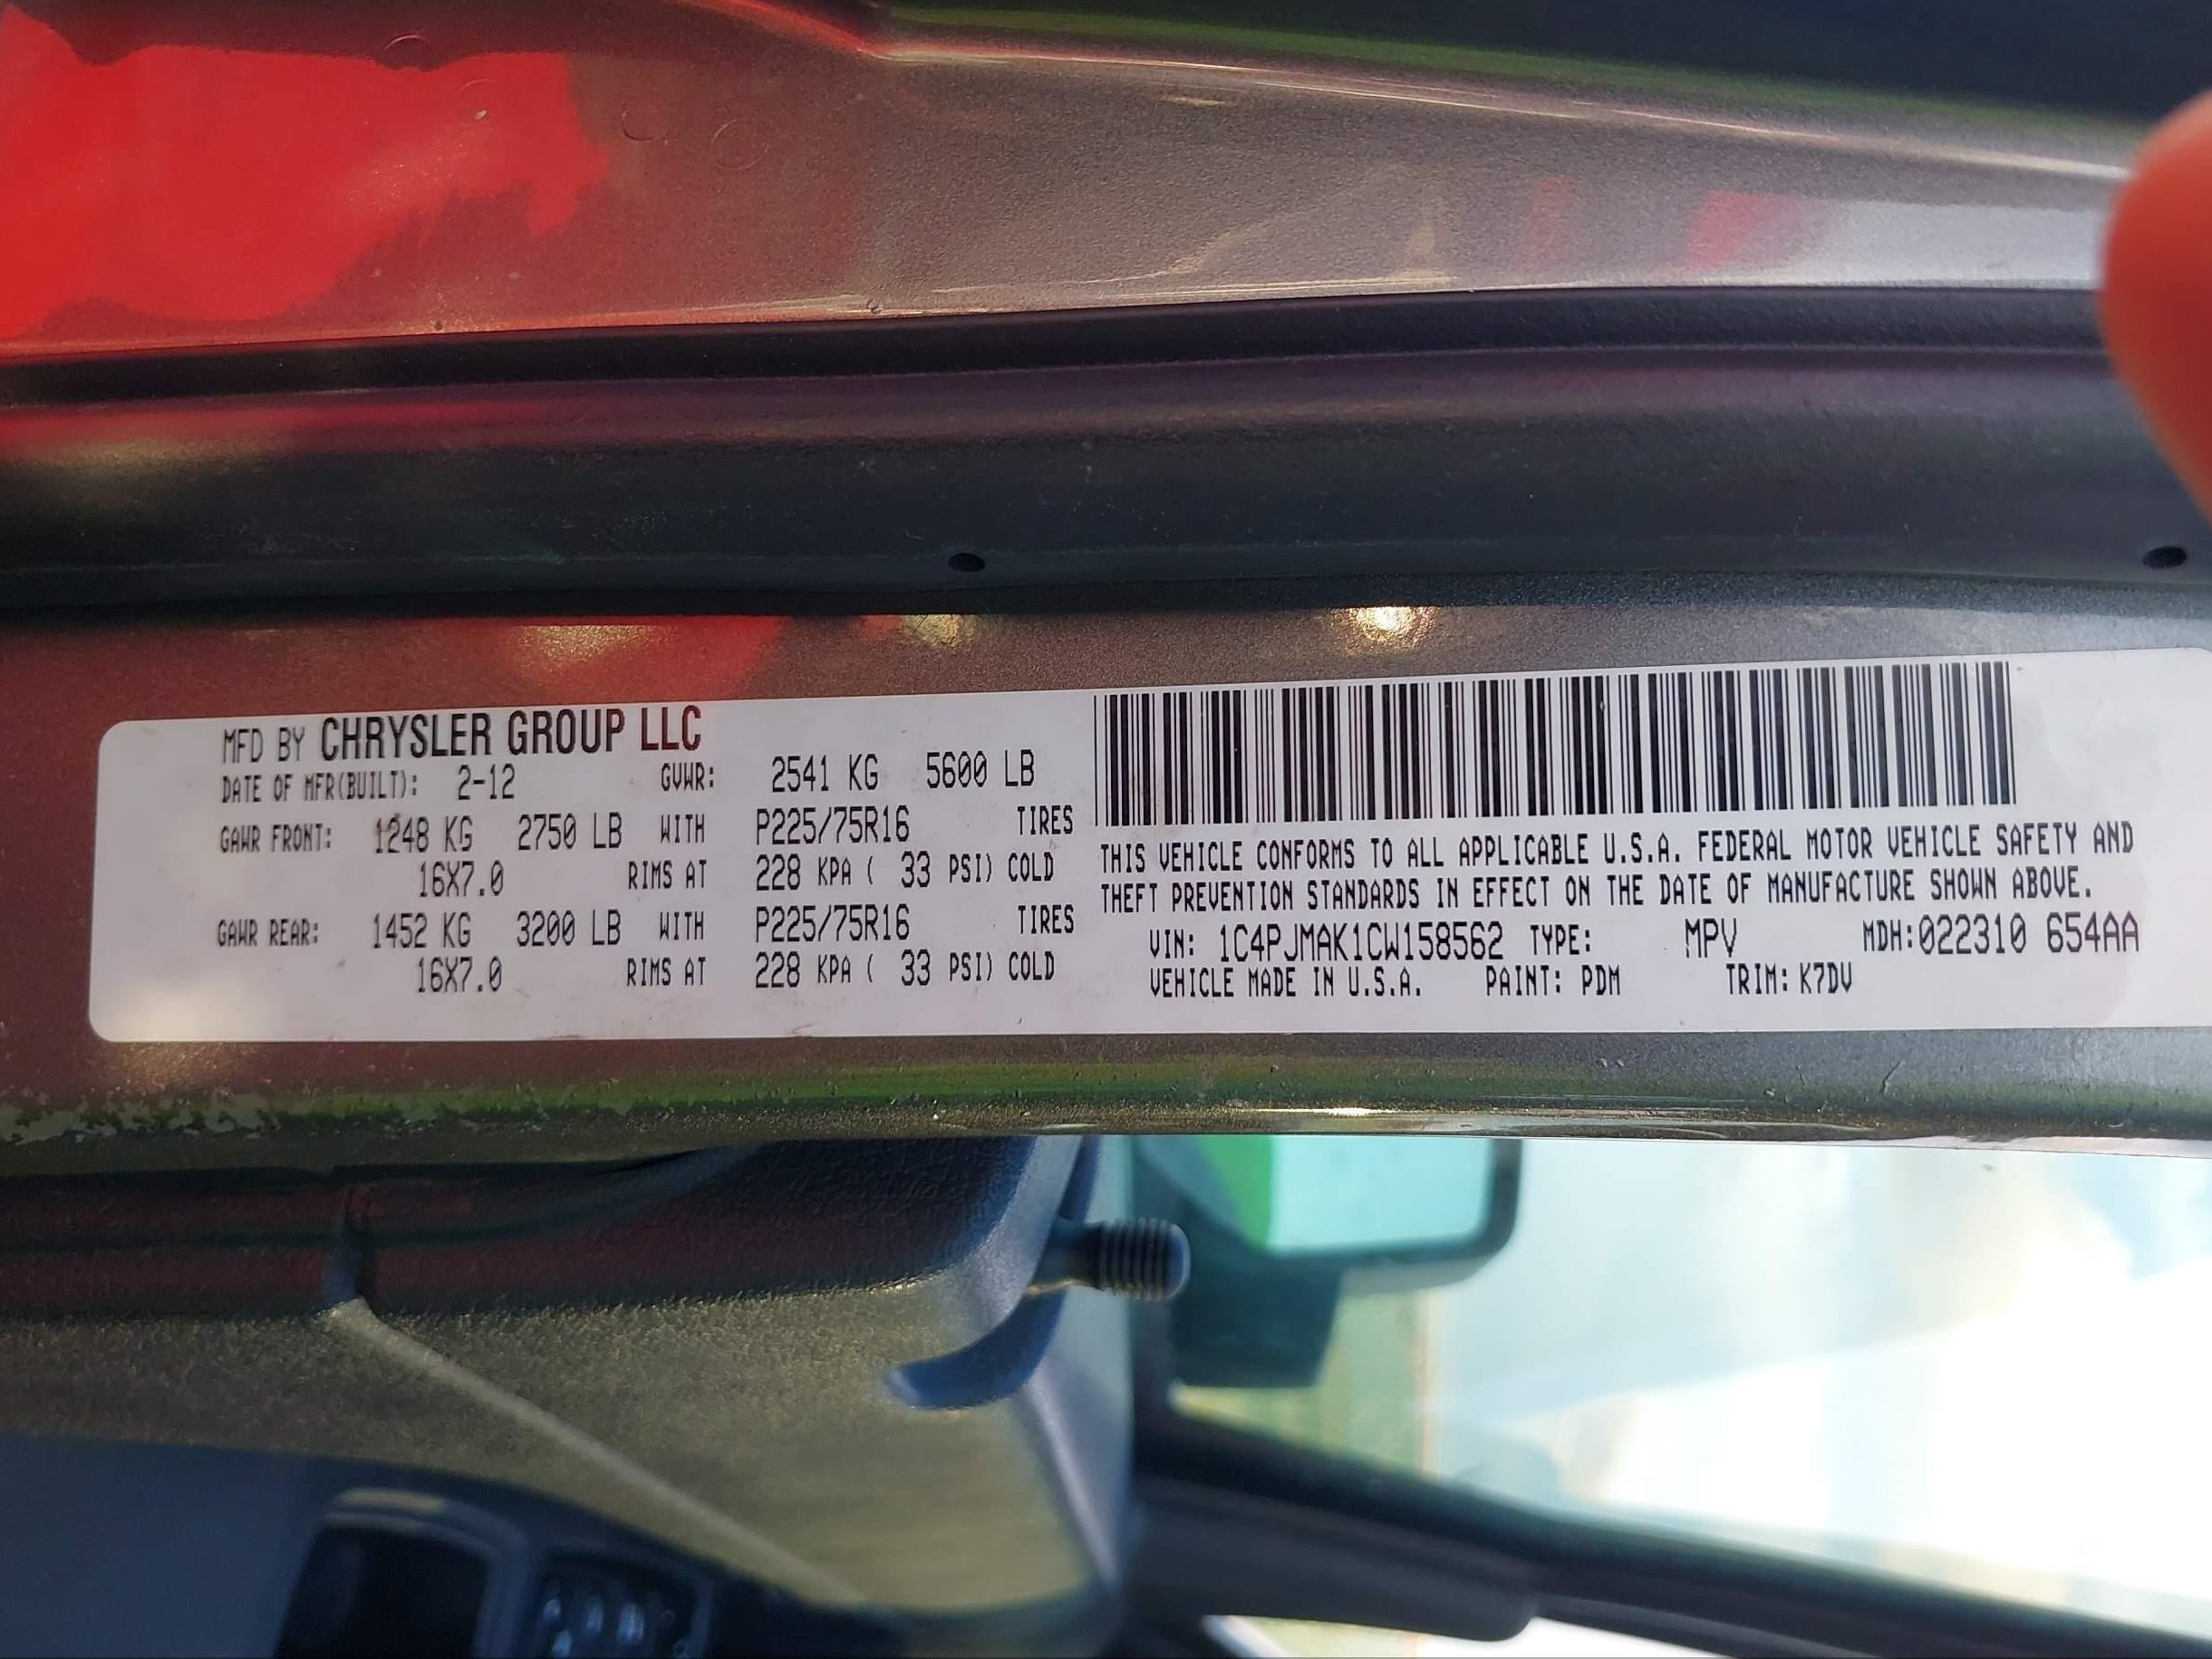 MFD BY CHRYSLER GROUP LLC
DATE OF MFR(BUILT): 2-12 GVWR: 2541 KG 5600 LB
GAWR FRONT: 1248 KG 2750 LB WITH P225/75R16 TIRES
16X7.0 RIMS AT 228 KPA ( 33 PSI) COLD
GAWR REAR: 1452 KG 3200 LB WITH P225/75R16 TIRES
16X7.0 RIMS AT 228 KPA ( 33 PSI) COLD
THIS VEHICLE CONFORMS TO ALL APPLICABLE U.S.A. FEDERAL MOTOR VEHICLE SAFETY AND
THEFT PREVENTION STANDARDS IN EFFECT ON THE DATE OF MANUFACTURE SHOWN ABOVE.
VIN: 1C4PJMAK1CW158562 TYPE: MPV MDH:022310 654AA
VEHICLE MADE IN U.S.A. PAINT: PDM TRIM: K7DV